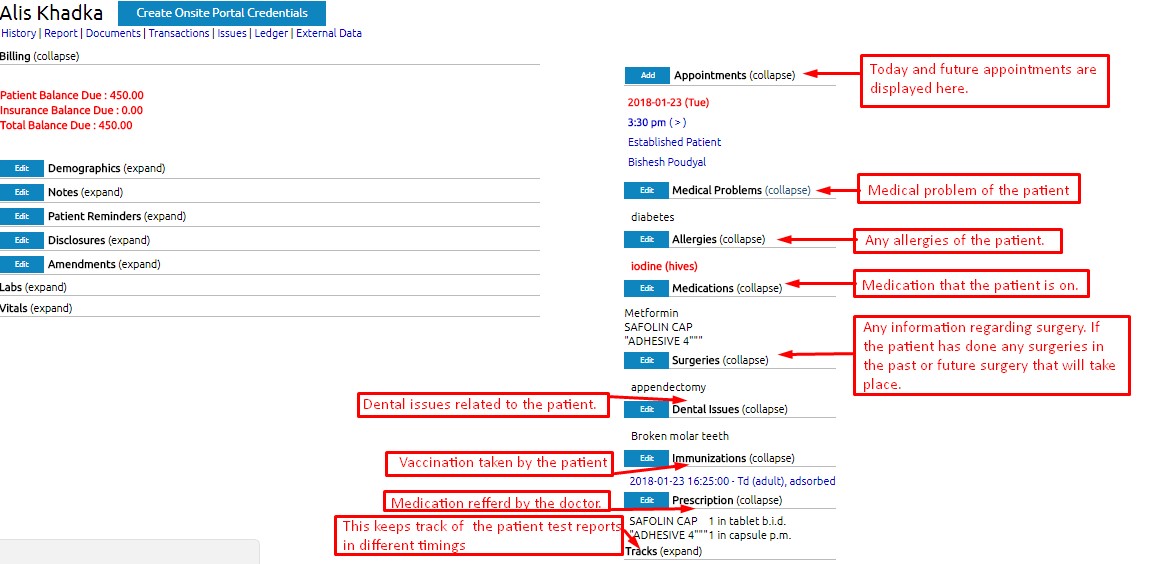 Alis Khadka
Create Onsite Portal Credentials
History | Report | Documents | Transactions | Issues | Ledger | External Data
Billing (collapse)
Patient Balance Due : 450.00
Insurance Balance Due : 0.00
Total Balance Due : 450.00
Edit Demographics (expand)
Edit Notes (expand)
Edit Patient Reminders (expand)
Edit Disclosures (expand)
Edit Amendments (expand)
Labs (expand)
Vitals (expand)
Add Appointments (collapse)
Today and future appointments are
displayed here.
2018-01-23 (Tue)
3:30 pm ( > )
Established Patient
Bishesh Poudyal
Edit Medical Problems (collapse)
Medical problem of the patient
diabetes
Edit Allergies (collapse)
Any allergies of the patient.
iodine (hives)
Edit Medications (collapse)
Medication that the patient is on.
Metformin
SAFOLIN CAP
"ADHESIVE 4"""
Edit Surgeries (collapse)
Any information regarding surgery. If
the patient has done any surgeries in
the past or future surgery that will take
place.
appendectomy
Dental issues related to the patient.
Edit Dental Issues (collapse)
Broken molar teeth
Vaccination taken by the patient
Edit Immunizations (collapse)
2018-01-23 16:25:00 - Td (adult), adsorbed
Medication refferd by the doctor.
Edit Prescription (collapse)
SAFOLIN CAP 1 in tablet b.i.d.
"ADHESIVE 4""" 1 in capsule p.m.
This keeps track of the patient test reports
in different timings
Tracks (expand)